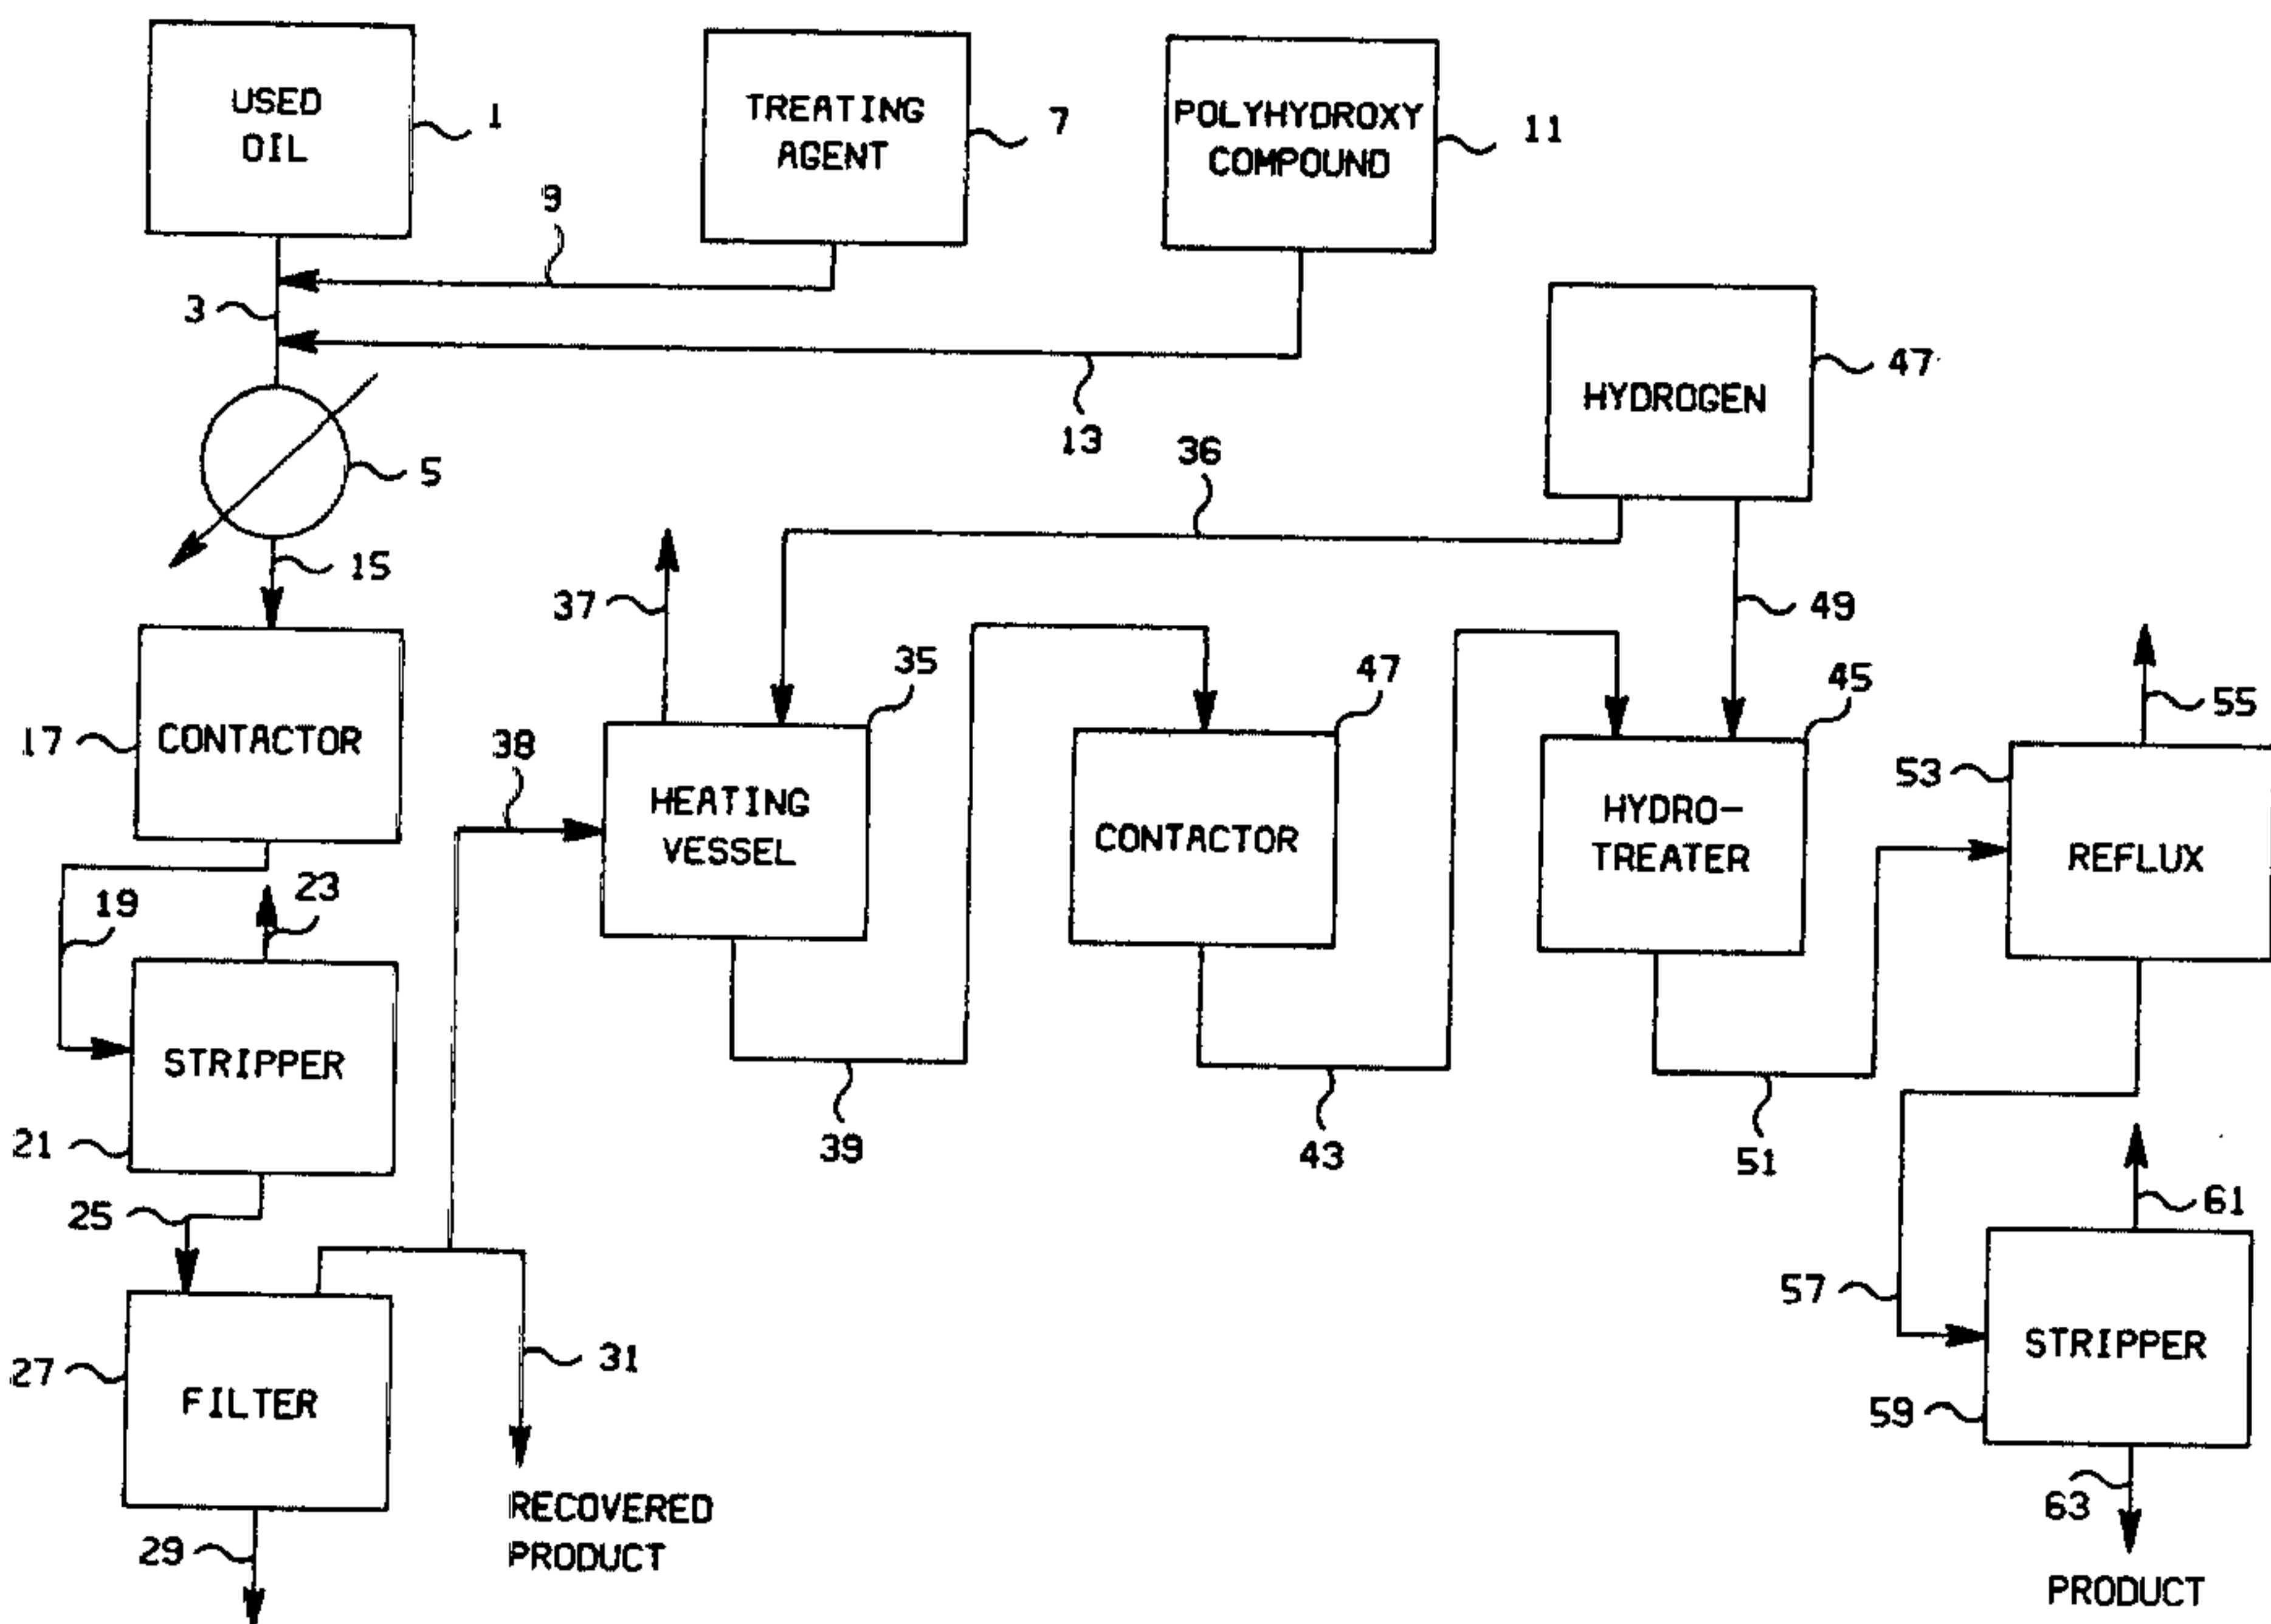 USED
OIL
1
TREATING
AGENT
7
POLYHYDROXY
COMPOUND
11
9
3
13
HYDROGEN
47
5
36
15
37
49
CONTACTOR
17
35
47
45
55
38
HEATING
VESSEL
CONTACTOR
HYDRO-
TREATER
53
REFLUX
19
23
STRIPPER
21
39
43
51
25
61
57
STRIPPER
59
27
FILTER
31
29
RECOVERED
PRODUCT
63
PRODUCT